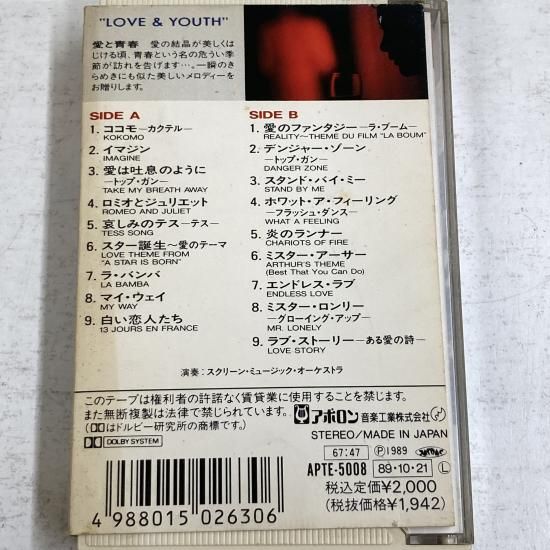 "LOVE & YOUTH"
愛と青春 愛の結晶が美しくは
じける頃、青春という名の危うい季
節が訪れを告げます…。一瞬のき
らめきにも似た美しいメロディーを
お贈りします。
SIDE A
1. ココモ—カクテル—
KOKOMO
2. イマジン
IMAGINE
3. 愛は吐息のように
—トップ・ガン—
TAKE MY BREATH AWAY
4. ロミオとジュリエット
ROMEO AND JULIET
5. 哀しみのテス—テス—
TESS SONG
6. スター誕生〜愛のテーマ
LOVE THEME FROM
"A STAR IS BORN"
7. ラ・バンバ
LA BAMBA
8. マイ・ウェイ
MY WAY
9. 白い恋人たち
13 JOURS EN FRANCE
SIDE B
1. 愛のファンタジー—ラ・ブーム—
REALITY〜THEME DU FILM "LA BOUM"
2. デンジャー・ゾーン
—トップ・ガン—
DANGER ZONE
3. スタンド・バイ・ミー
STAND BY ME
4. ホワット・ア・フィーリング
—フラッシュ・ダンス—
WHAT A FEELING
5. 炎のランナー
CHARIOTS OF FIRE
6. ミスター・アーサー
ARTHUR'S THEME
(Best That You Can Do)
7. エンドレス・ラブ
ENDLESS LOVE
8. ミスター・ロンリー
—グローイング・アップ—
MR. LONELY
9. ラブ・ストーリー—ある愛の詩—
LOVE STORY
演奏:スクリーン・ミュージック・オーケストラ
このテープは権利者の許諾なく賃貸業に使用することを禁じます。
また無断複製は法律で禁じられています。
(DDはドルビー研究所の商標です。)
DOLBY SYSTEM
アポロン音楽工業株式会社
STEREO/MADE IN JAPAN
67:47 Ⓟ1989
APTE-5008 89・10・21 Ⓛ
税込定価¥2,000
(税抜価格¥1,942)
4 988015 026306